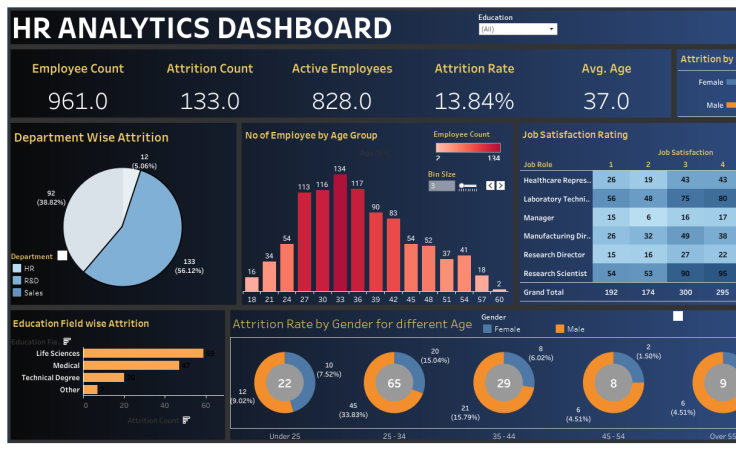 HR ANALYTICS DASHBOARD
Education
(All)
Employee Count
Attrition Count
Active Employees
Attrition Rate
Avg. Age
961.0
133.0
828.0
13.84%
37.0
Attrition by
Female
Male
Department Wise Attrition
12
(5.06%)
92
(38.82%)
133
(56.12%)
Department
HR
R&D
Sales
No of Employee by Age Group
Employee Count
2
134
Bin Size
3
16
34
54
113
116
134
117
90
83
54
52
37
41
18
2
18
21
24
27
30
33
36
39
42
45
48
51
54
57
60
Job Satisfaction Rating
Job Satisfaction
Job Role 1 2 3 4
Healthcare Repres.. 26 19 43 43
Laboratory Techni.. 56 48 75 80
Manager 15 6 16 17
Manufacturing Dir.. 26 32 49 38
Research Director 15 16 27 22
Research Scientist 54 53 90 95
Grand Total 192 174 300 295
Education Field wise Attrition
Education Fie..
Life Sciences
Medical 47
Technical Degree
Other
0 20 40 60
Attrition Count
Attrition Rate by Gender for different Age
Gender
Female
Male
22
10
(7.52%)
12
(9.02%)
Under 25
65
20
(15.04%)
45
(33.83%)
25 - 34
29
8
(6.02%)
21
(15.79%)
35 - 44
8
2
(1.50%)
6
(4.51%)
45 - 54
9
6
(4.51%)
Over 55